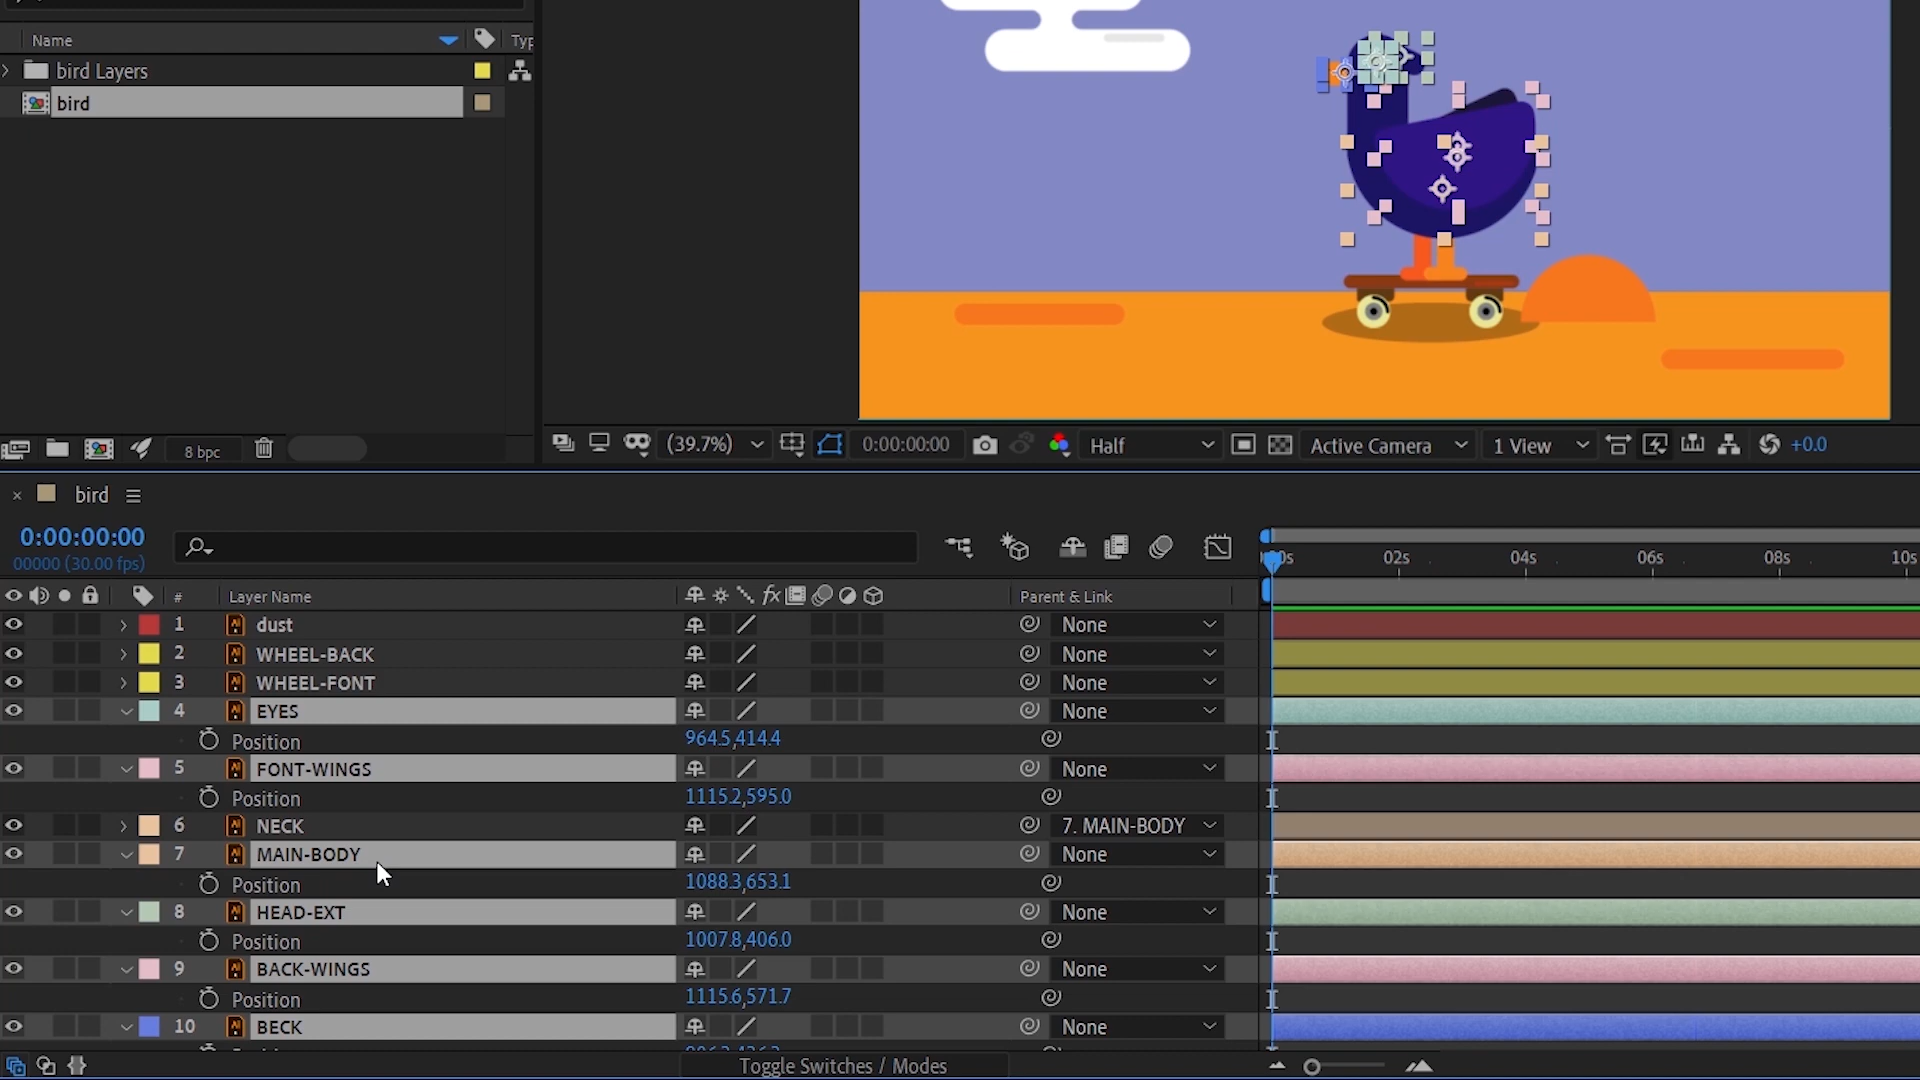 Name
Typ
bird Layers
bird
8 bpc
(39.7%)
0:00:00:00
Half
Active Camera
1 View
+0.0
bird
0:00:00:00
00000 (30.00 fps)
02s
04s
06s
08s
10s
#
Layer Name
fx
Parent & Link
1 dust None
2 WHEEL-BACK None
3 WHEEL-FONT None
4 EYES None
Position 964.5,414.4
5 FONT-WINGS None
Position 1115.2,595.0
6 NECK 7. MAIN-BODY
7 MAIN-BODY None
Position 1088.3,653.1
8 HEAD-EXT None
Position 1007.8,406.0
9 BACK-WINGS None
Position 1115.6,571.7
10 BECK None
Toggle Switches / Modes